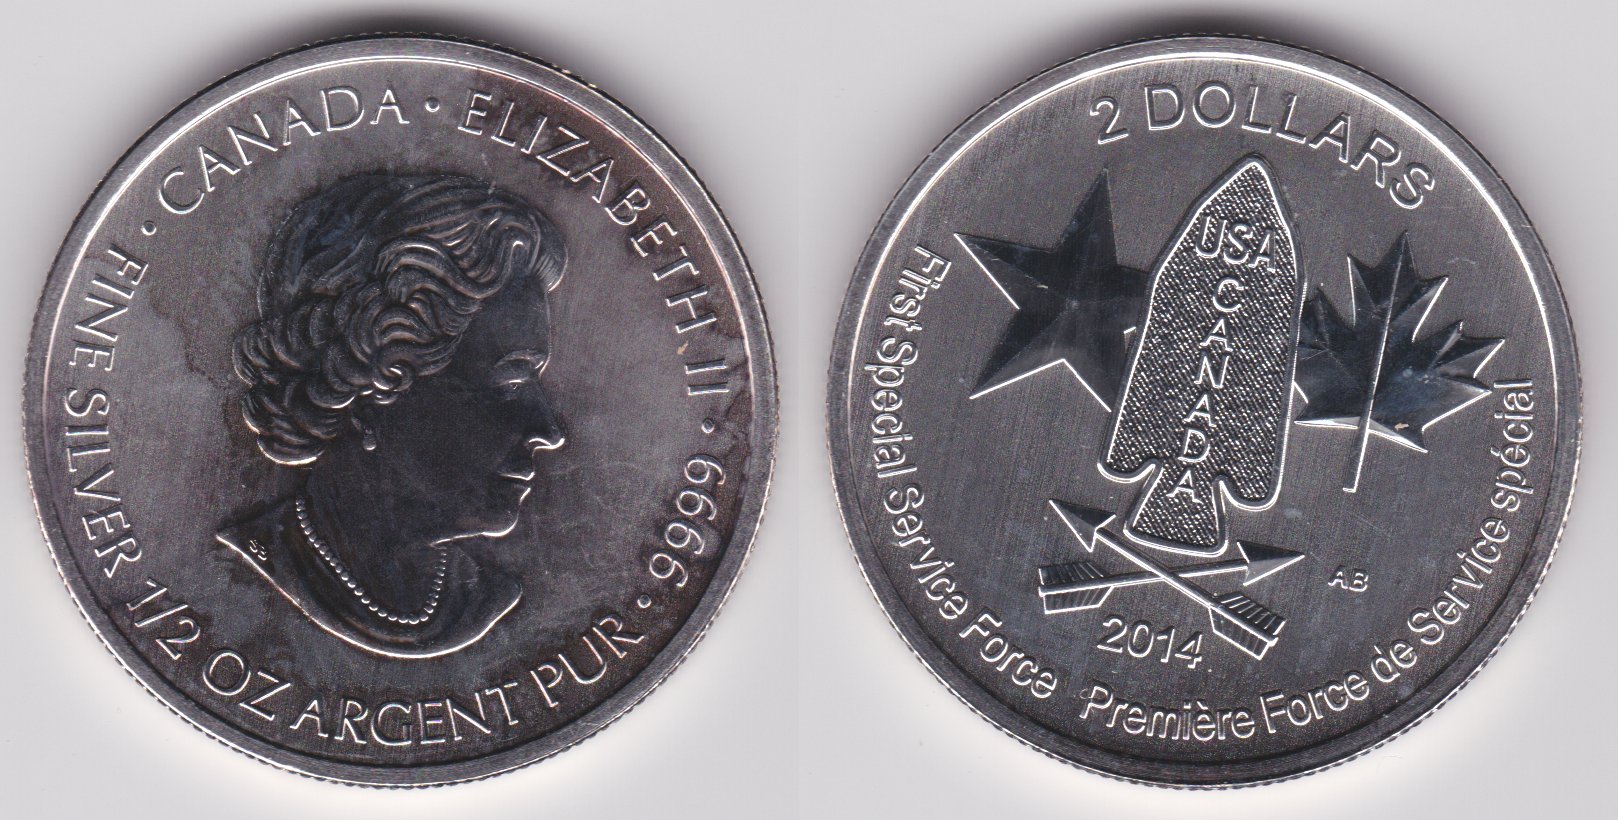 CANADA · ELIZABETH II · 9999 ·
FINE SILVER 1/2 OZ ARGENT PUR ·
SB
2 DOLLARS
USA
CANADA
AB
2014
First Special Service Force Première Force de Service spécial